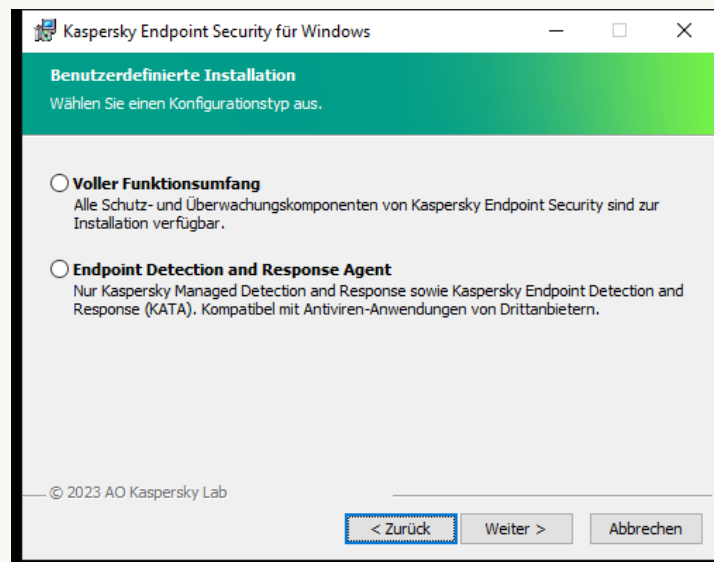 Kaspersky Endpoint Security für Windows
Benutzerdefinierte Installation
Wählen Sie einen Konfigurationstyp aus.
Voller Funktionsumfang
Alle Schutz- und Überwachungskomponenten von Kaspersky Endpoint Security sind zur
Installation verfügbar.
Endpoint Detection and Response Agent
Nur Kaspersky Managed Detection and Response sowie Kaspersky Endpoint Detection and
Response (KATA). Kompatibel mit Antiviren-Anwendungen von Drittanbietern.
© 2023 AO Kaspersky Lab
< Zurück Weiter > Abbrechen